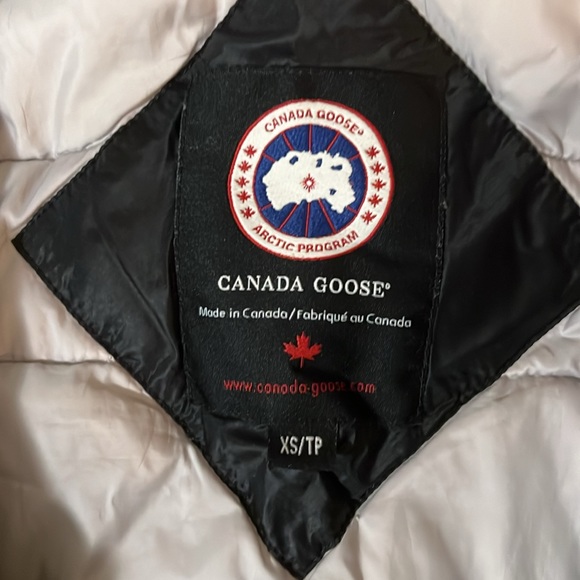 CANADA GOOSE®
ARCTIC PROGRAM
CANADA GOOSE®
Made in Canada/Fabriqué au Canada
www.canada-goose.com
XS/TP